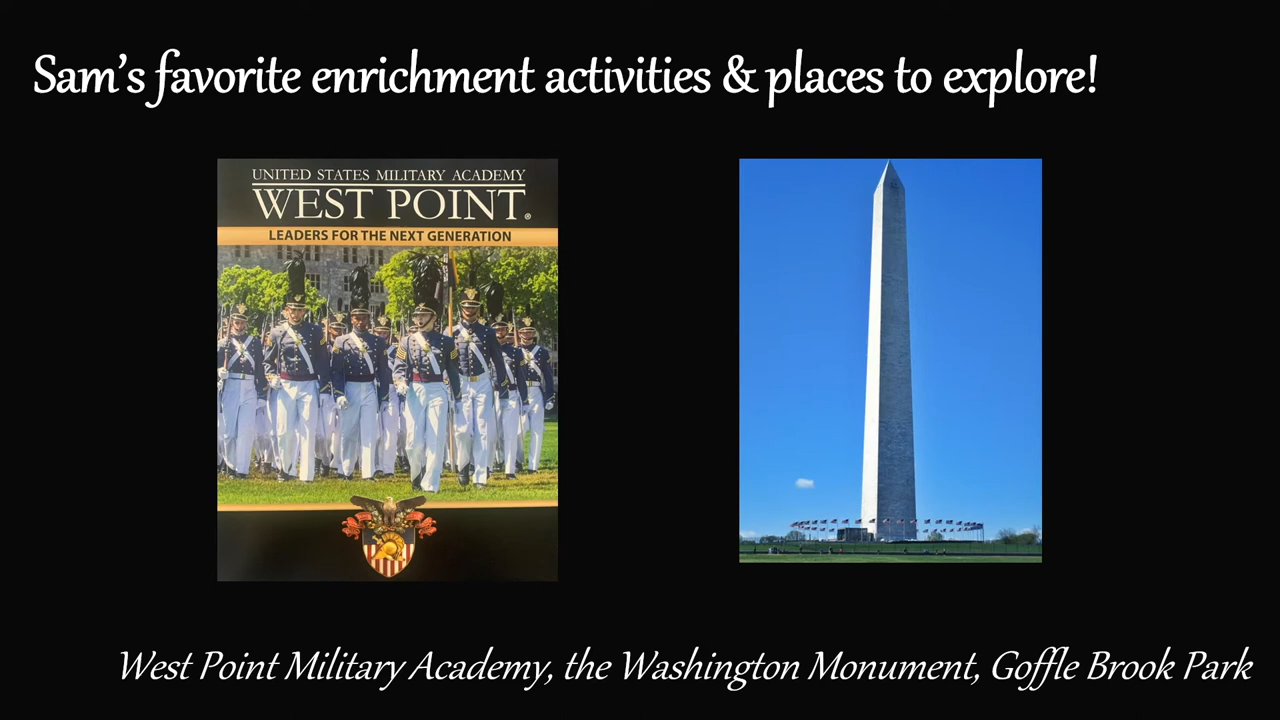 Sam's favorite enrichment activities & places to explore!
UNITED STATES MILITARY ACADEMY
WEST POINT®
LEADERS FOR THE NEXT GENERATION
West Point Military Academy, the Washington Monument, Goffle Brook Park